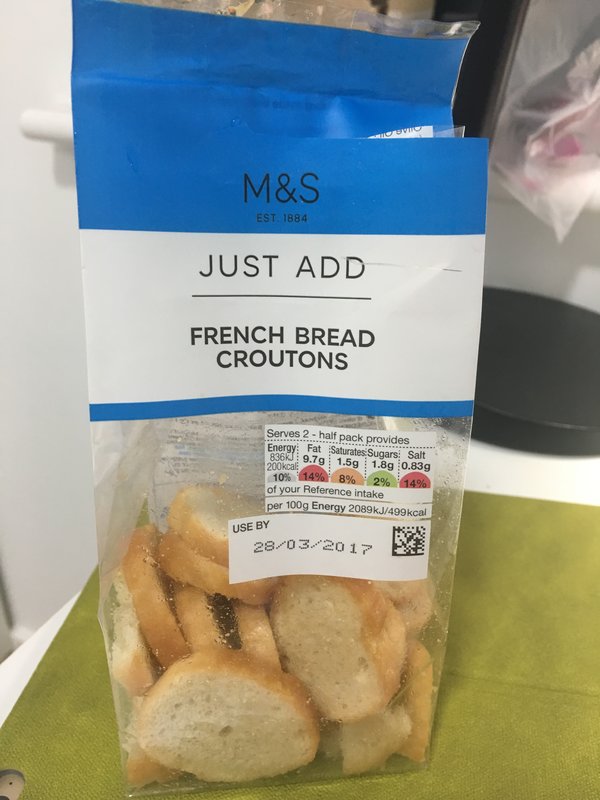 M&S
EST. 1884
JUST ADD
FRENCH BREAD
CROUTONS
Serves 2 - half pack provides
Energy Fat Saturates Sugars Salt
836kJ 9.7g 1.5g 1.8g 0.83g
200kcal
10% 14% 8% 2% 14%
of your Reference intake
per 100g Energy 2089kJ/499kcal
USE BY
28/03/2017